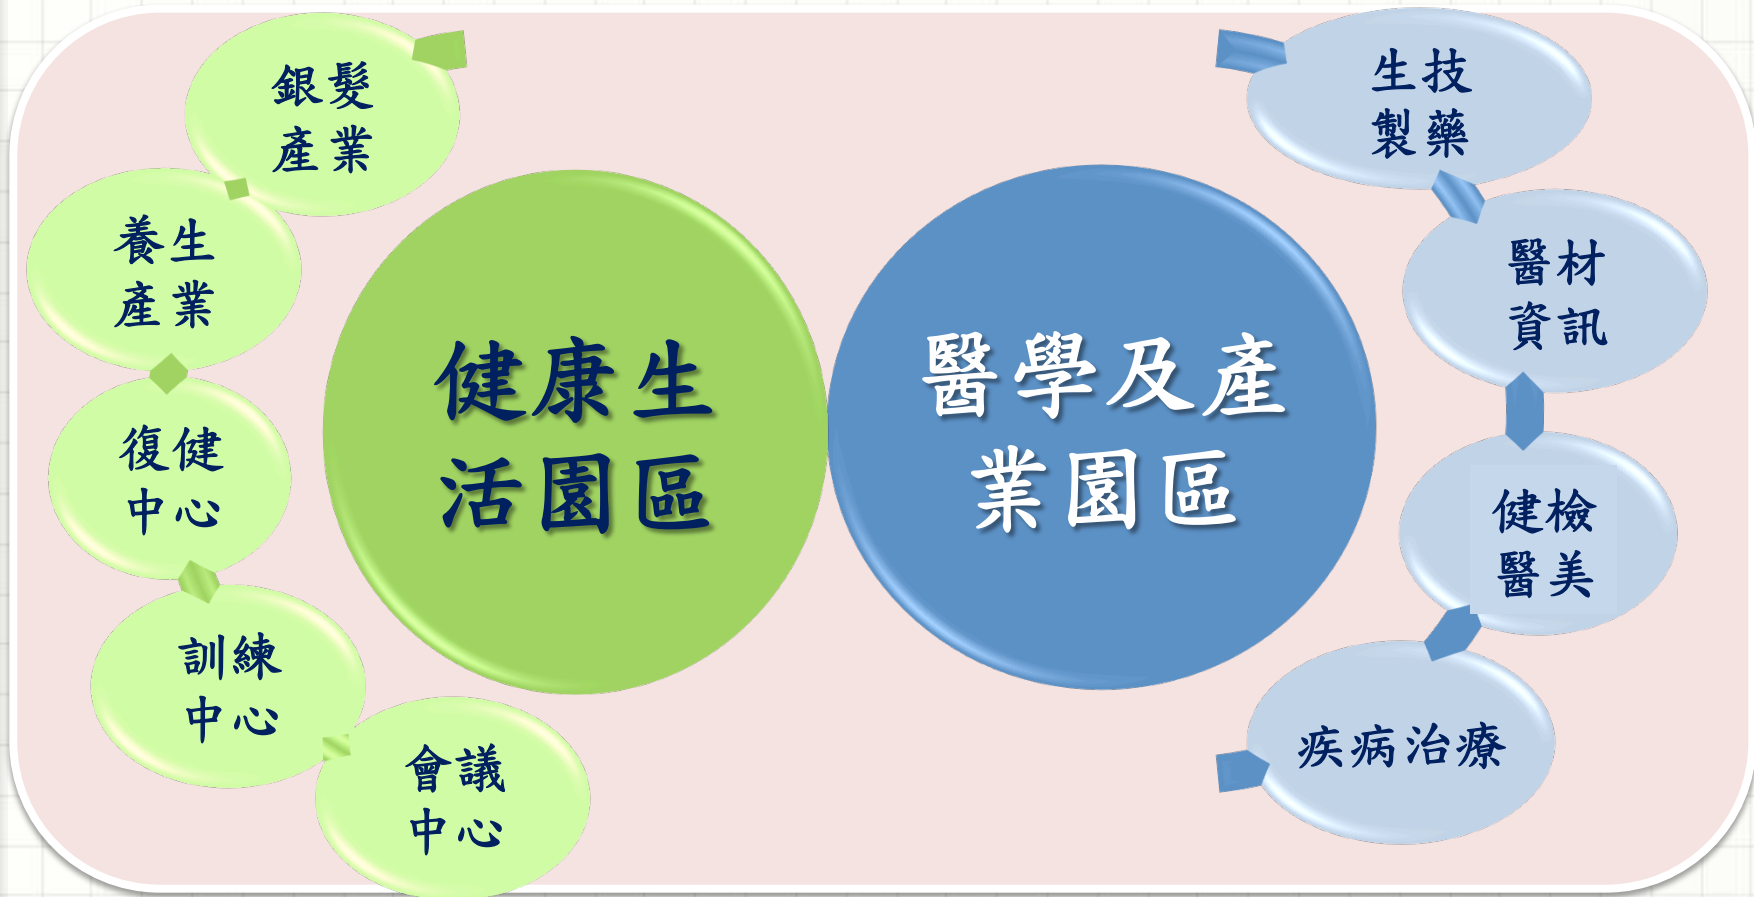 銀髮
產業
養生
產業
復健
中心
訓練
中心
會議
中心
健康生
活園區
醫學及產
業園區
生技
製藥
醫材
資訊
健檢
醫美
疾病治療